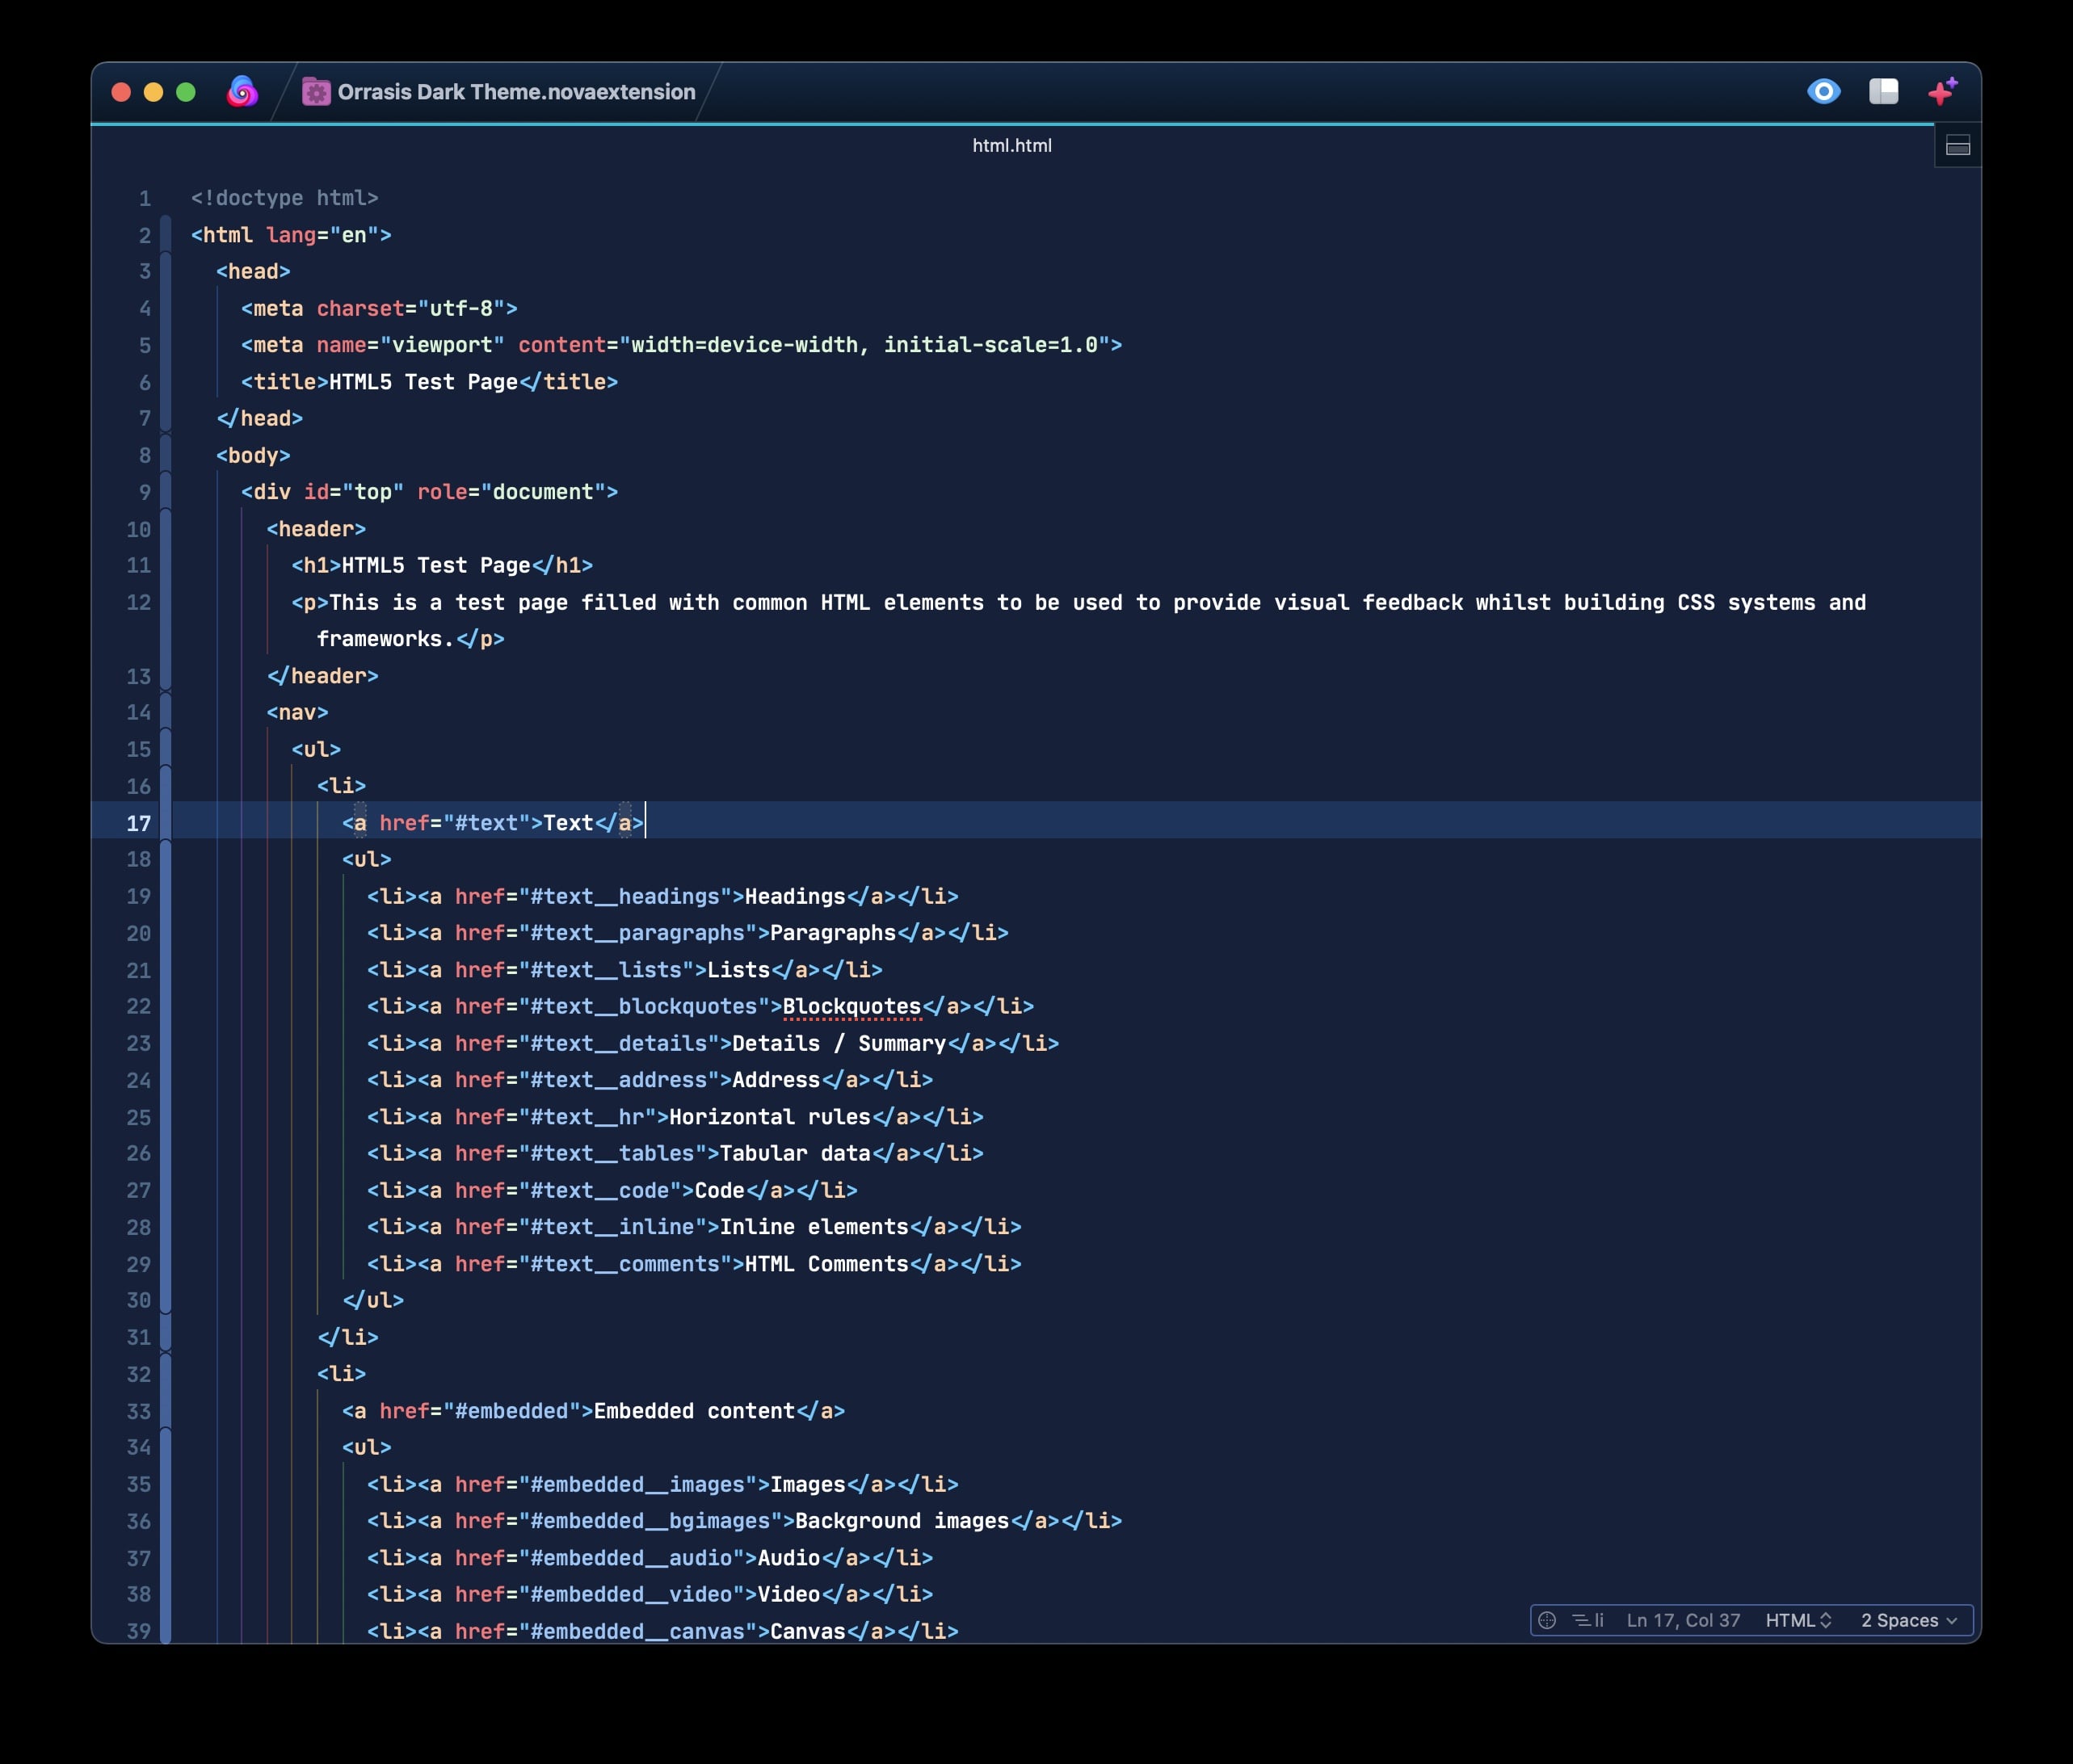 Orrasis Dark Theme.novaextension
html.html
1 <!doctype html>
2 <html lang="en">
3   <head>
4     <meta charset="utf-8">
5     <meta name="viewport" content="width=device-width, initial-scale=1.0">
6     <title>HTML5 Test Page</title>
7   </head>
8   <body>
9     <div id="top" role="document">
10       <header>
11         <h1>HTML5 Test Page</h1>
12         <p>This is a test page filled with common HTML elements to be used to provide visual feedback whilst building CSS systems and
          frameworks.</p>
13       </header>
14       <nav>
15         <ul>
16           <li>
17             <a href="#text">Text</a>
18             <ul>
19               <li><a href="#text__headings">Headings</a></li>
20               <li><a href="#text__paragraphs">Paragraphs</a></li>
21               <li><a href="#text__lists">Lists</a></li>
22               <li><a href="#text__blockquotes">Blockquotes</a></li>
23               <li><a href="#text__details">Details / Summary</a></li>
24               <li><a href="#text__address">Address</a></li>
25               <li><a href="#text__hr">Horizontal rules</a></li>
26               <li><a href="#text__tables">Tabular data</a></li>
27               <li><a href="#text__code">Code</a></li>
28               <li><a href="#text__inline">Inline elements</a></li>
29               <li><a href="#text__comments">HTML Comments</a></li>
30             </ul>
31           </li>
32           <li>
33             <a href="#embedded">Embedded content</a>
34             <ul>
35               <li><a href="#embedded__images">Images</a></li>
36               <li><a href="#embedded__bgimages">Background images</a></li>
37               <li><a href="#embedded__audio">Audio</a></li>
38               <li><a href="#embedded__video">Video</a></li>
39               <li><a href="#embedded__canvas">Canvas</a></li>
li Ln 17, Col 37 HTML 2 Spaces